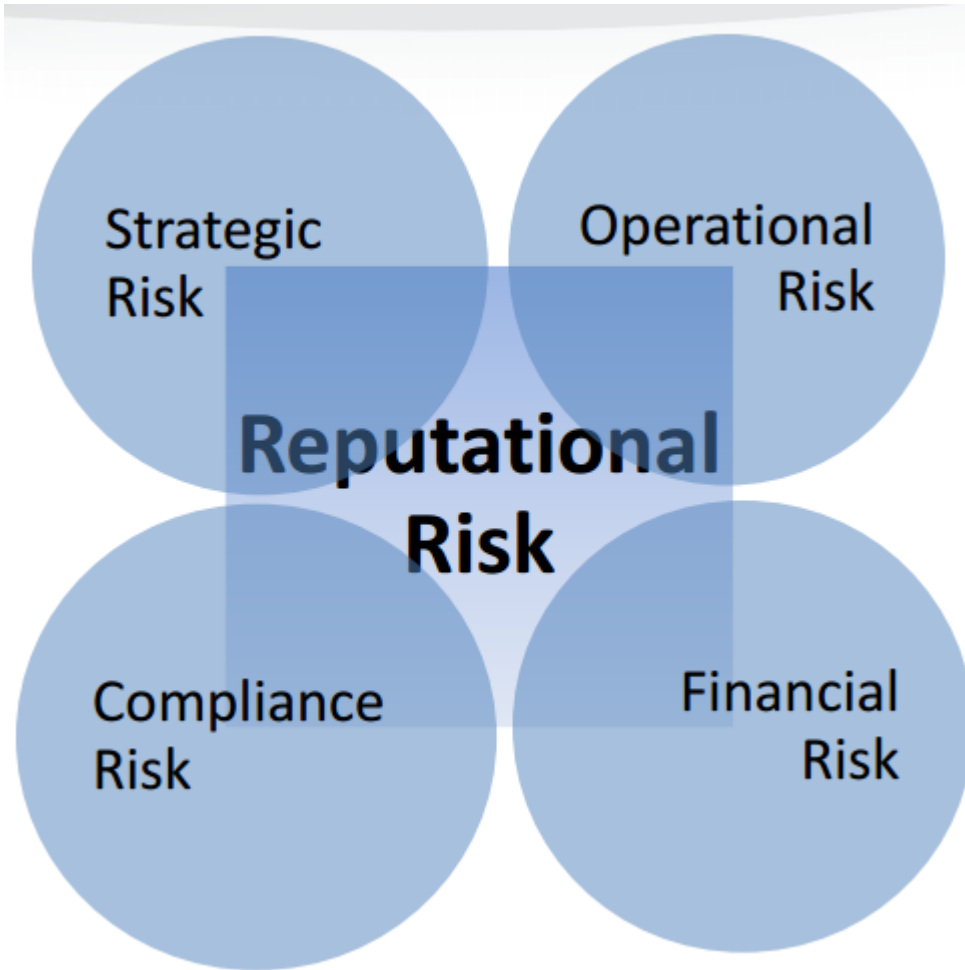 Strategic
Risk
Operational
Risk
Reputational
Risk
Compliance
Risk
Financial
Risk